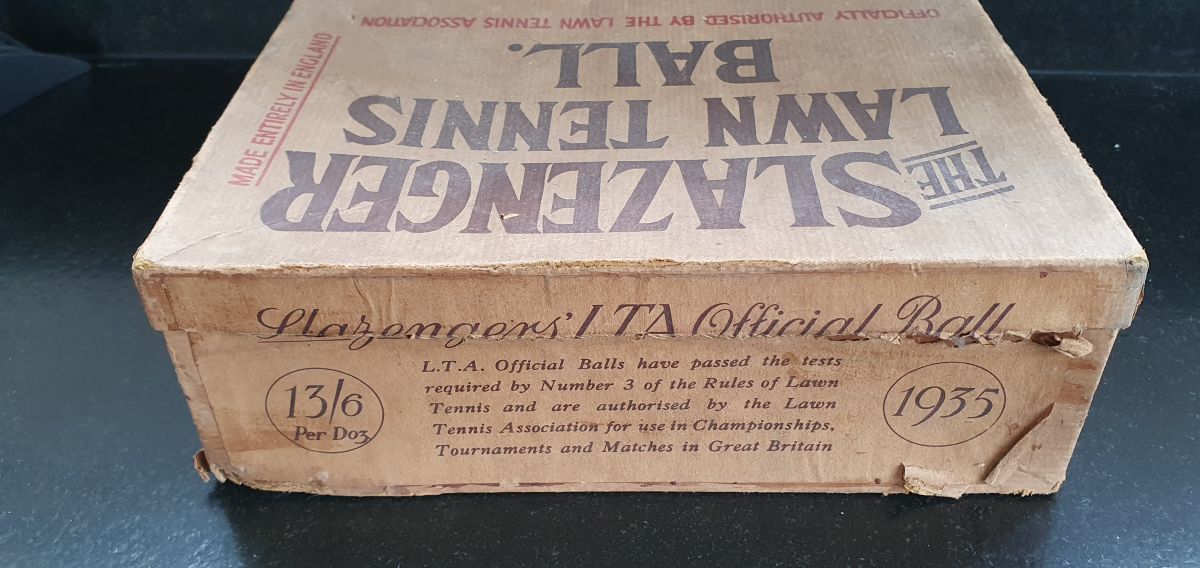 THE
SLAZENGER
LAWN TENNIS
BALL.
OFFICIALLY AUTHORISED BY THE LAWN TENNIS ASSOCIATION
MADE ENTIRELY IN ENGLAND
Slazengers' LTA Official Ball
13/6
Per Doz
L.T.A. Official Balls have passed the tests
required by Number 3 of the Rules of Lawn
Tennis and are authorised by the Lawn
Tennis Association for use in Championships,
Tournaments and Matches in Great Britain
1935